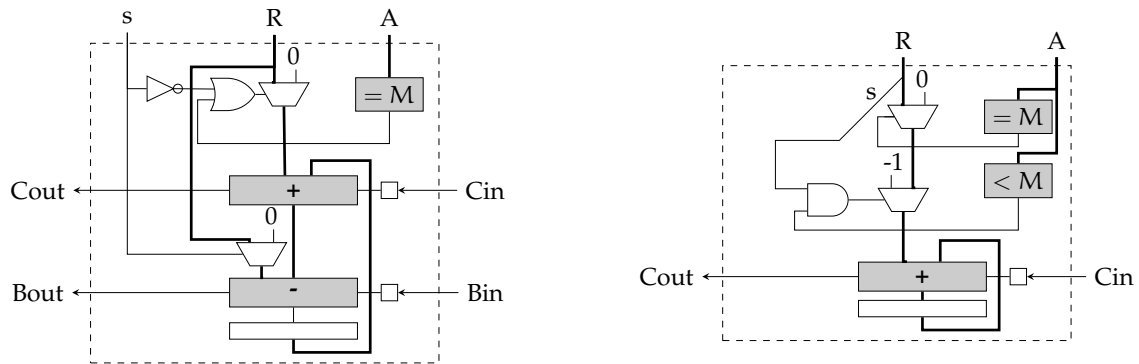 s R A
0
= M
Cout + Cin
0
Bout - Bin
R A
s 0
= M
-1
< M
Cout + Cin